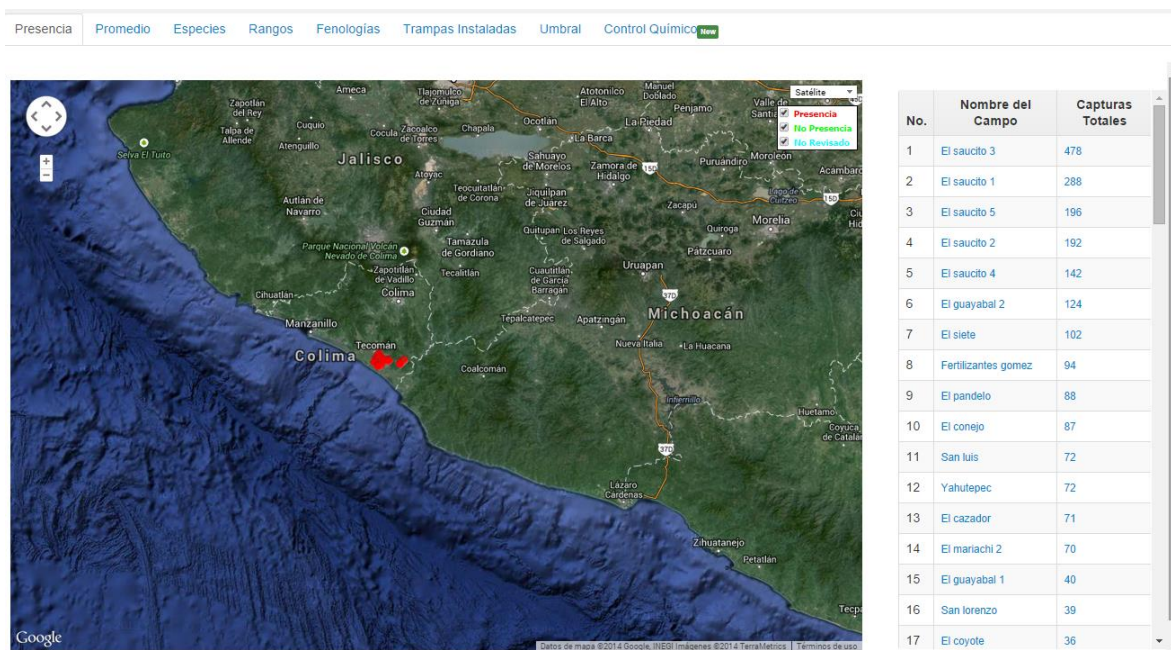 Presencia Promedio Especies Rangos Fenologías Trampas Instaladas Umbral Control Químico New
Satélite
Presencia
No Presencia
No Revisado
Ameca
Tlajomulco
de Zúñiga
Atotonilco
El Alto
Manuel
Doblado
Pénjamo
Valle de
Zapotlán
del Rey
Talpa de
Allende
Cuquio
Atenguillo
Cocula
Zacoalco
de Torres
Chapala
Ocotlán
La Barca
La Piedad
Selva El Tuito
Jalisco
Atoyac
Sahuayo
de Morelos
Zamora de
Hidalgo
15D
Puruándiro
Moroleón
Acámbaro
Teocuitatlán
de Corona
Jiquilpan
de Juárez
Lago de
Cuitzeo
15D
Autlán de
Navarro
Ciudad
Guzmán
Zacapu
Morelia
Quitupan
Los Reyes
de Salgado
Quiroga
Parque Nacional Volcán
Nevado de Colima
Tamazula
de Gordiano
Pátzcuaro
Zapotitlán
de Vadillo
Tecalitlán
Cuautitlán
de García
Barragán
Uruapan
Cihuatlán
Colima
37D
Manzanillo
Tepalcatepec
Apatzingán
Michoacán
Tecomán
Nueva Italia
La Huacana
Colima
Coalcomán
Infiernillo
Huetamo
Coyuca
de Catalán
37D
Lázaro
Cárdenas
Zihuatanejo
Petatlán
Tecp
Google
Datos de mapa ©2014 Google, INEGI Imágenes ©2014 TerraMetrics
Términos de uso
No. Nombre del Campo Capturas Totales
1 El saucito 3 478
2 El saucito 1 288
3 El saucito 5 196
4 El saucito 2 192
5 El saucito 4 142
6 El guayabal 2 124
7 El siete 102
8 Fertilizantes gomez 94
9 El pandelo 88
10 El conejo 87
11 San luis 72
12 Yahutepec 72
13 El cazador 71
14 El mariachi 2 70
15 El guayabal 1 40
16 San lorenzo 39
17 El coyote 36